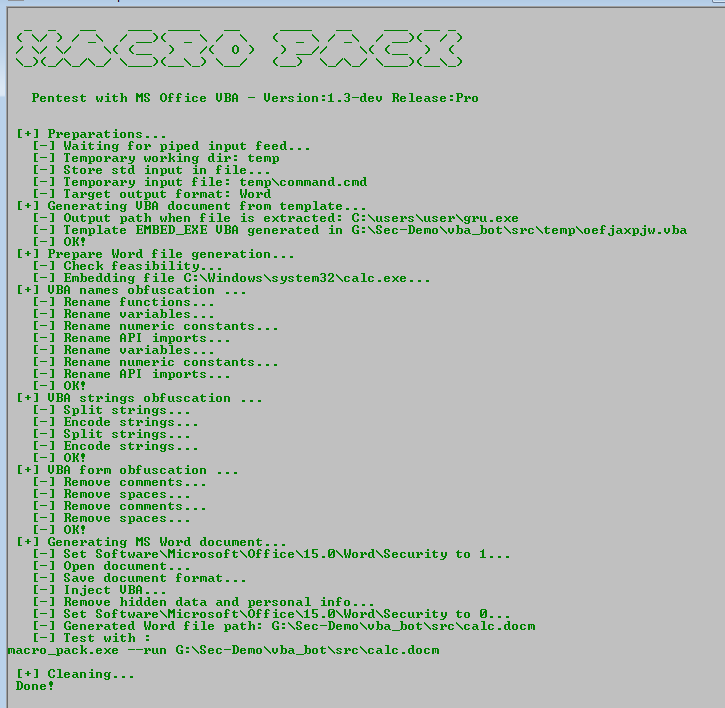 MACRO PACK
Pentest with MS Office VBA - Version:1.3-dev Release:Pro
[+] Preparations...
[-] Waiting for piped input feed...
[-] Temporary working dir: temp
[-] Store std input in file...
[-] Temporary input file: temp\command.cmd
[-] Target output format: Word
[+] Generating VBA document from template...
[-] Output path when file is extracted: C:\users\user\gru.exe
[-] Template EMBED_EXE VBA generated in G:\Sec-Demo\vba_bot\src\temp\oefjaxpjw.vba
[-] OK!
[+] Prepare Word file generation...
[-] Check feasibility...
[-] Embedding file C:\Windows\system32\calc.exe...
[+] VBA names obfuscation ...
[-] Rename functions...
[-] Rename variables...
[-] Rename numeric constants...
[-] Rename API imports...
[-] Rename variables...
[-] Rename numeric constants...
[-] Rename API imports...
[-] OK!
[+] VBA strings obfuscation ...
[-] Split strings...
[-] Encode strings...
[-] Split strings...
[-] Encode strings...
[-] OK!
[+] VBA form obfuscation ...
[-] Remove comments...
[-] Remove spaces...
[-] Remove comments...
[-] Remove spaces...
[-] OK!
[+] Generating MS Word document...
[-] Set Software\Microsoft\Office\15.0\Word\Security to 1...
[-] Open document...
[-] Save document format...
[-] Inject VBA...
[-] Remove hidden data and personal info...
[-] Set Software\Microsoft\Office\15.0\Word\Security to 0...
[-] Generated Word file path: G:\Sec-Demo\vba_bot\src\calc.docm
[-] Test with :
macro_pack.exe --run G:\Sec-Demo\vba_bot\src\calc.docm
[+] Cleaning...
Done!